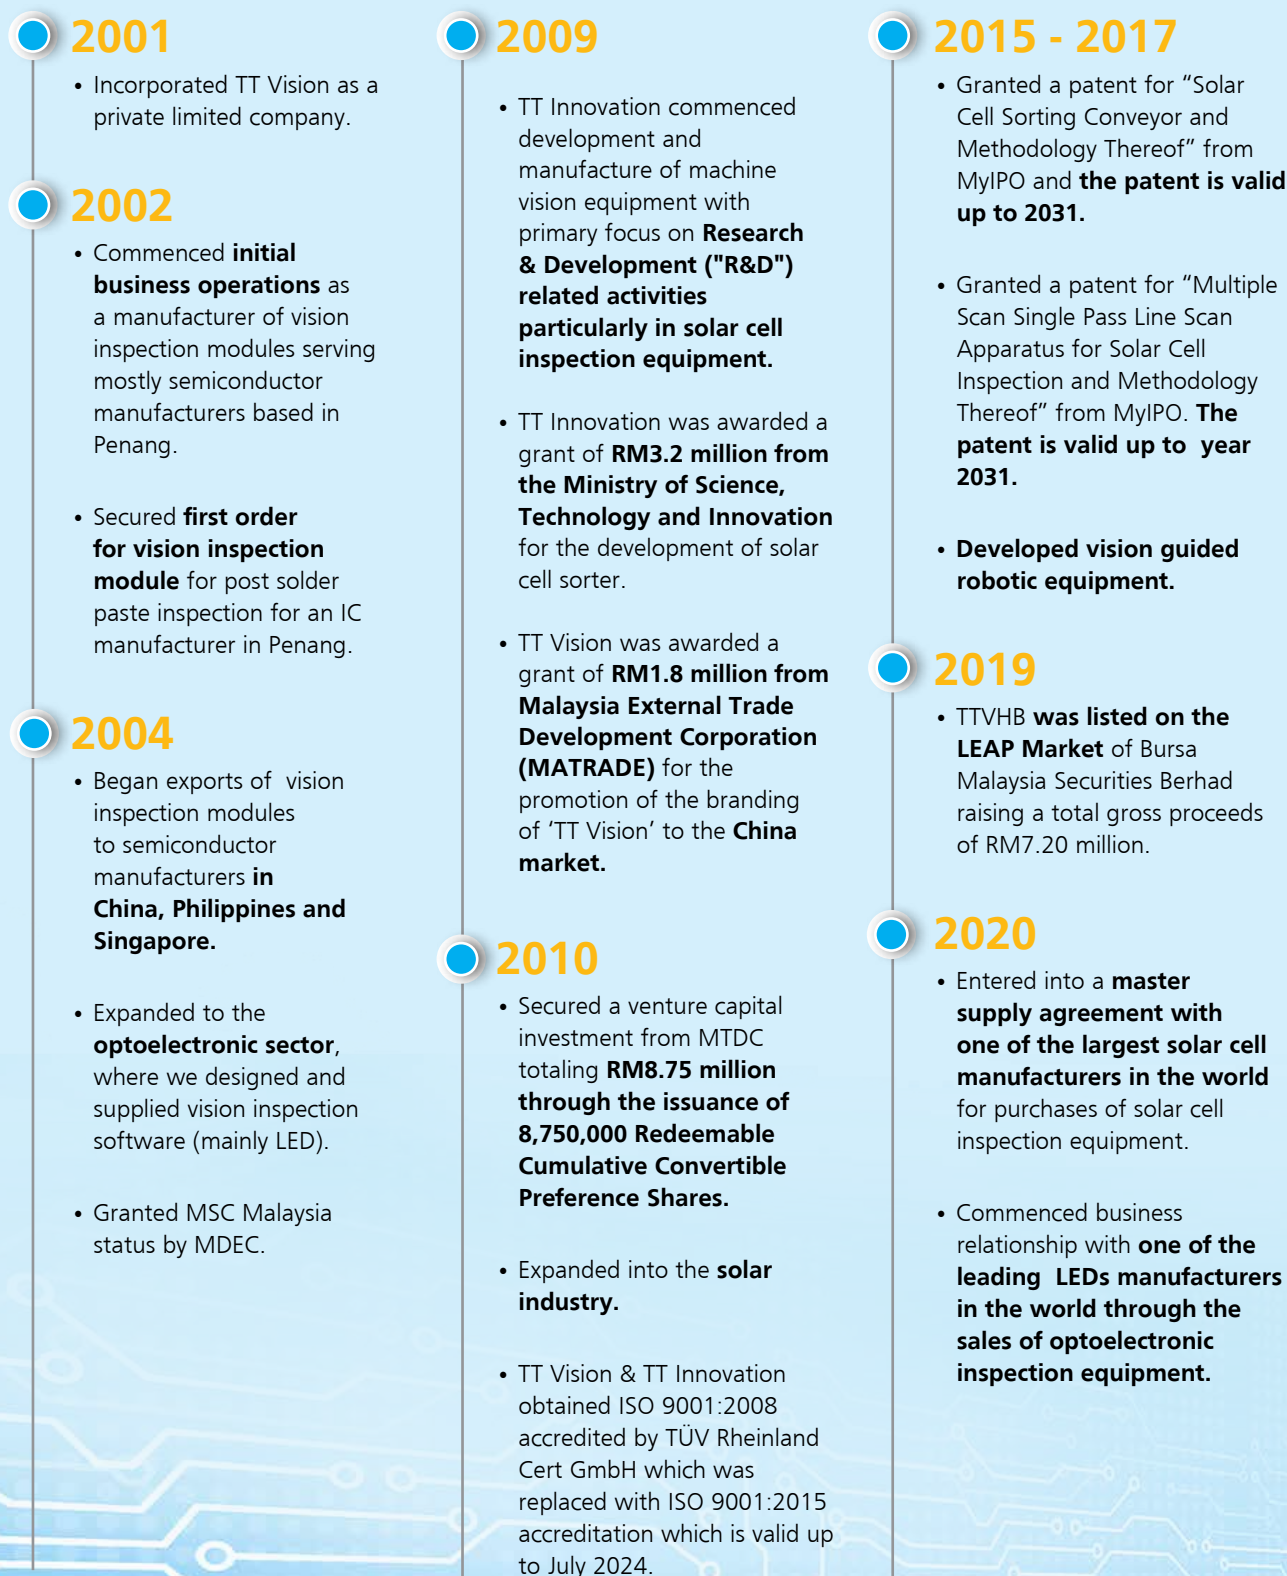 2001
• Incorporated TT Vision as a
private limited company.
2002
• Commenced initial
business operations as
a manufacturer of vision
inspection modules serving
mostly semiconductor
manufacturers based in
Penang.
• Secured first order
for vision inspection
module for post solder
paste inspection for an IC
manufacturer in Penang.
2004
• Began exports of vision
inspection modules
to semiconductor
manufacturers in
China, Philippines and
Singapore.
• Expanded to the
optoelectronic sector,
where we designed and
supplied vision inspection
software (mainly LED).
• Granted MSC Malaysia
status by MDEC.
2009
• TT Innovation commenced
development and
manufacture of machine
vision equipment with
primary focus on Research
& Development ("R&D")
related activities
particularly in solar cell
inspection equipment.
• TT Innovation was awarded a
grant of RM3.2 million from
the Ministry of Science,
Technology and Innovation
for the development of solar
cell sorter.
• TT Vision was awarded a
grant of RM1.8 million from
Malaysia External Trade
Development Corporation
(MATRADE) for the
promotion of the branding
of ‘TT Vision’ to the China
market.
2010
• Secured a venture capital
investment from MTDC
totaling RM8.75 million
through the issuance of
8,750,000 Redeemable
Cumulative Convertible
Preference Shares.
• Expanded into the solar
industry.
• TT Vision & TT Innovation
obtained ISO 9001:2008
accredited by TÜV Rheinland
Cert GmbH which was
replaced with ISO 9001:2015
accreditation which is valid up
to July 2024.
2015 - 2017
• Granted a patent for “Solar
Cell Sorting Conveyor and
Methodology Thereof” from
MyIPO and the patent is valid
up to 2031.
• Granted a patent for “Multiple
Scan Single Pass Line Scan
Apparatus for Solar Cell
Inspection and Methodology
Thereof” from MyIPO. The
patent is valid up to year
2031.
• Developed vision guided
robotic equipment.
2019
• TTVHB was listed on the
LEAP Market of Bursa
Malaysia Securities Berhad
raising a total gross proceeds
of RM7.20 million.
2020
• Entered into a master
supply agreement with
one of the largest solar cell
manufacturers in the world
for purchases of solar cell
inspection equipment.
• Commenced business
relationship with one of the
leading LEDs manufacturers
in the world through the
sales of optoelectronic
inspection equipment.